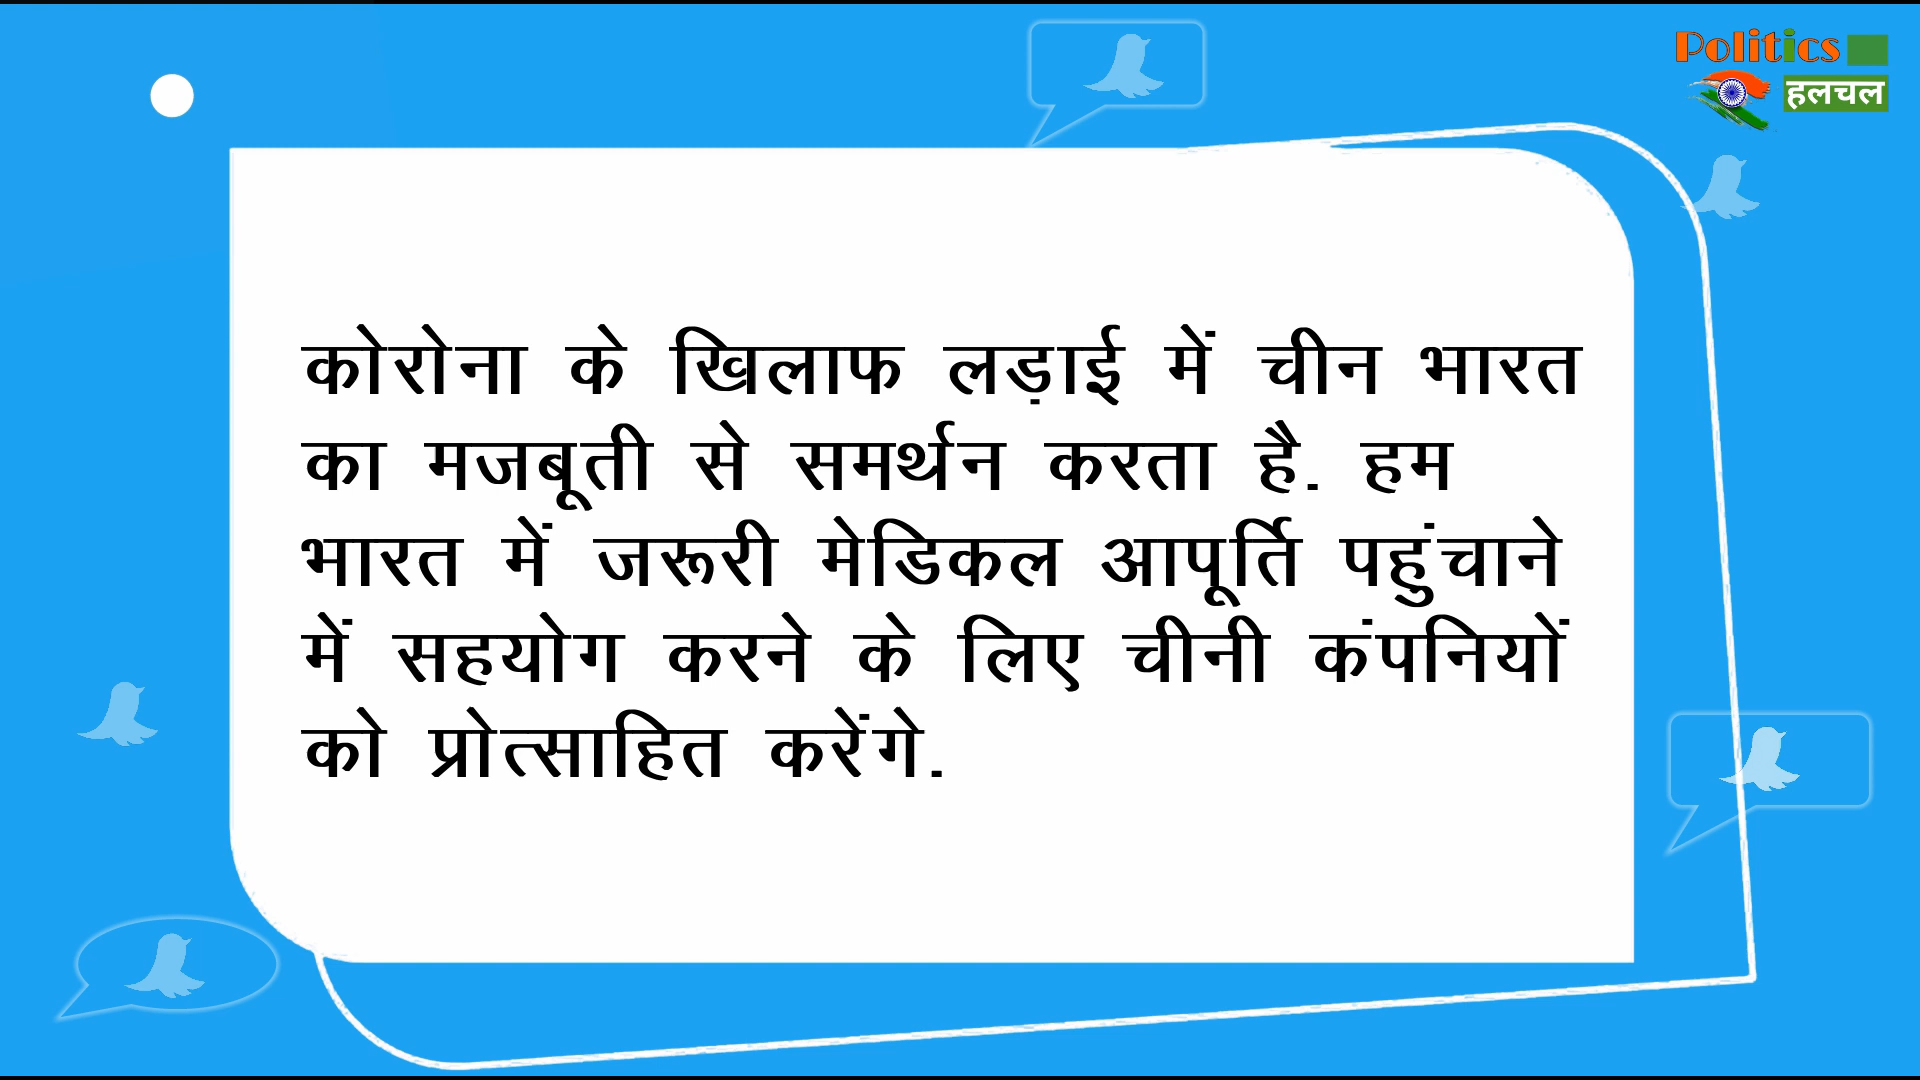 Politics
हलचल
कोरोना के खिलाफ लड़ाई में चीन भारत
का मजबूती से समर्थन करता है. हम
भारत में जरूरी मेडिकल आपूर्ति पहुंचाने
में सहयोग करने के लिए चीनी कंपनियों
को प्रोत्साहित करेंगे.